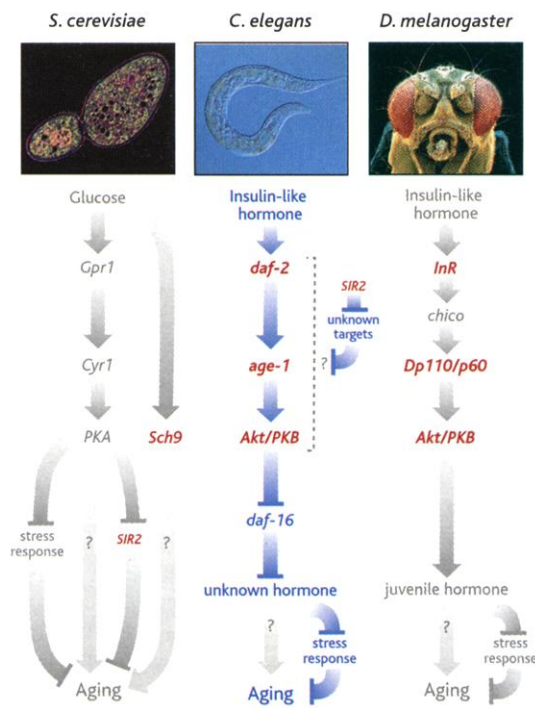 S. cerevisiae
C. elegans
D. melanogaster
Glucose
Gpr1
Cyr1
PKA
Sch9
stress
response
?
SIR2
?
Aging
Insulin-like
hormone
daf-2
age-1
Akt/PKB
SIR2
unknown
targets
?
daf-16
unknown hormone
?
stress
response
Aging
Insulin-like
hormone
InR
chico
Dp110/p60
Akt/PKB
juvenile hormone
?
stress
response
Aging